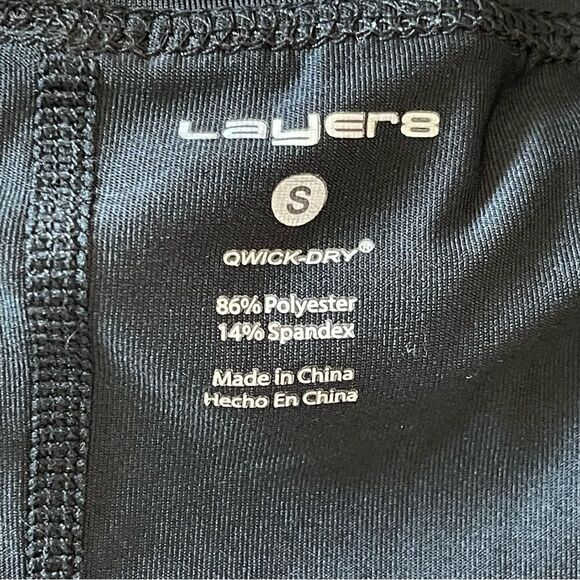 Layer8
S
QWICK-DRY®
86% Polyester
14% Spandex
Made in China
Hecho En China